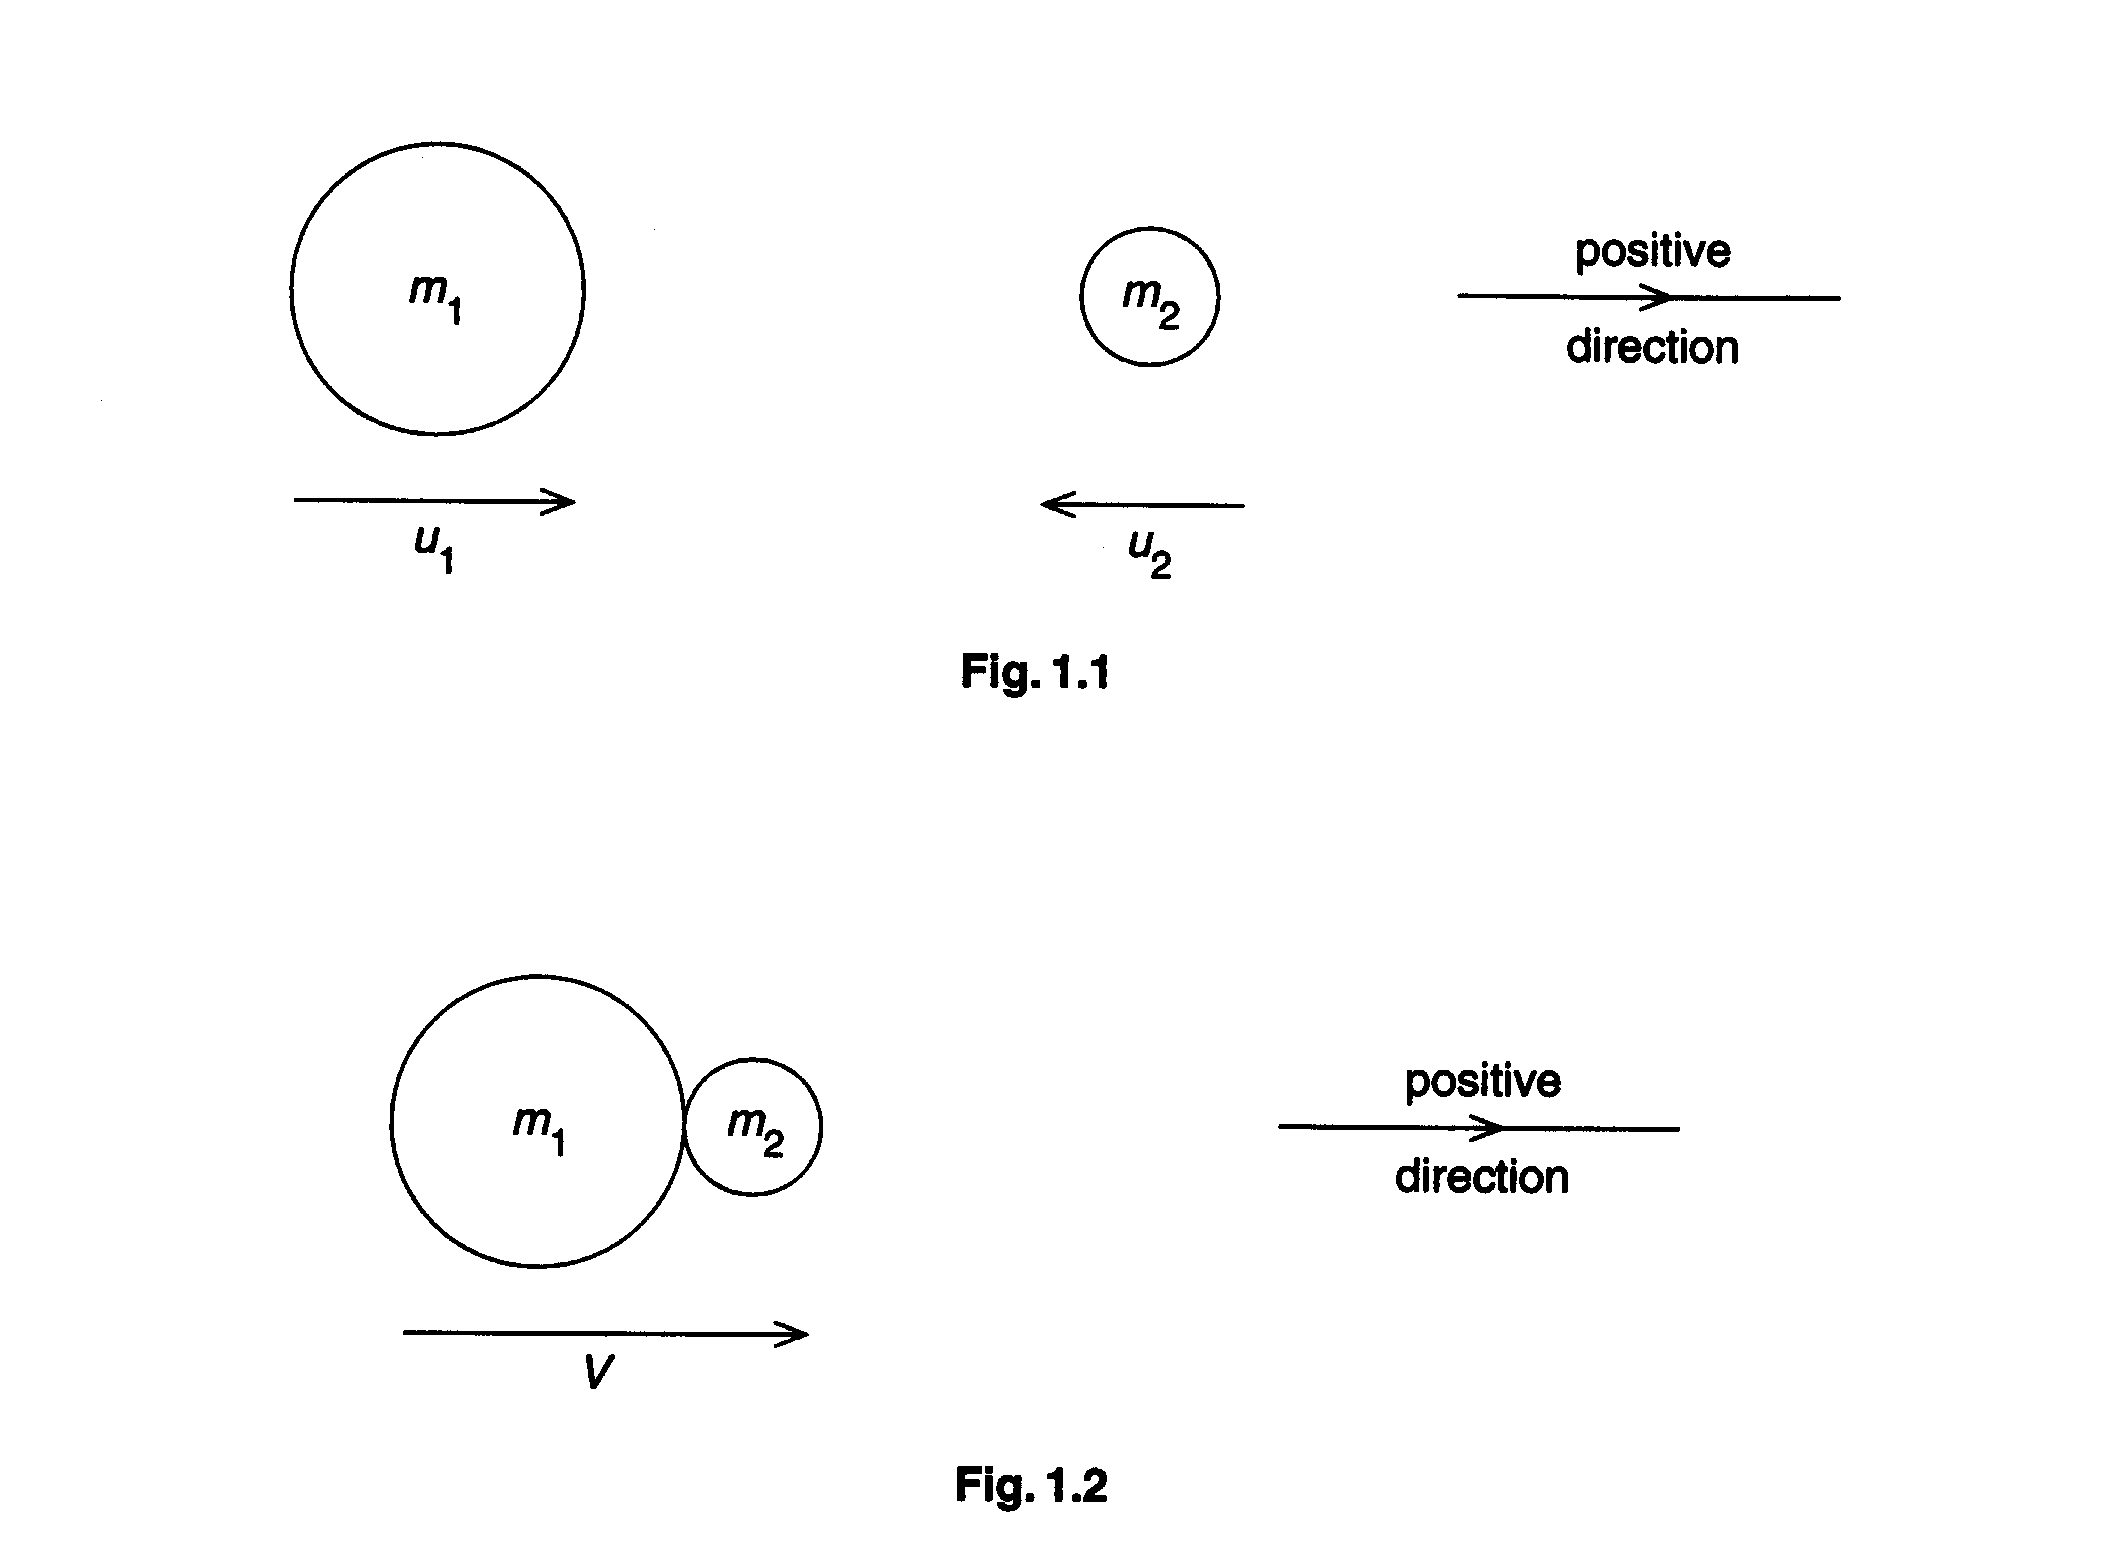 m₁
m₂
positive
direction
u₁
u₂
Fig. 1.1
m₁
m₂
positive
direction
V
Fig. 1.2